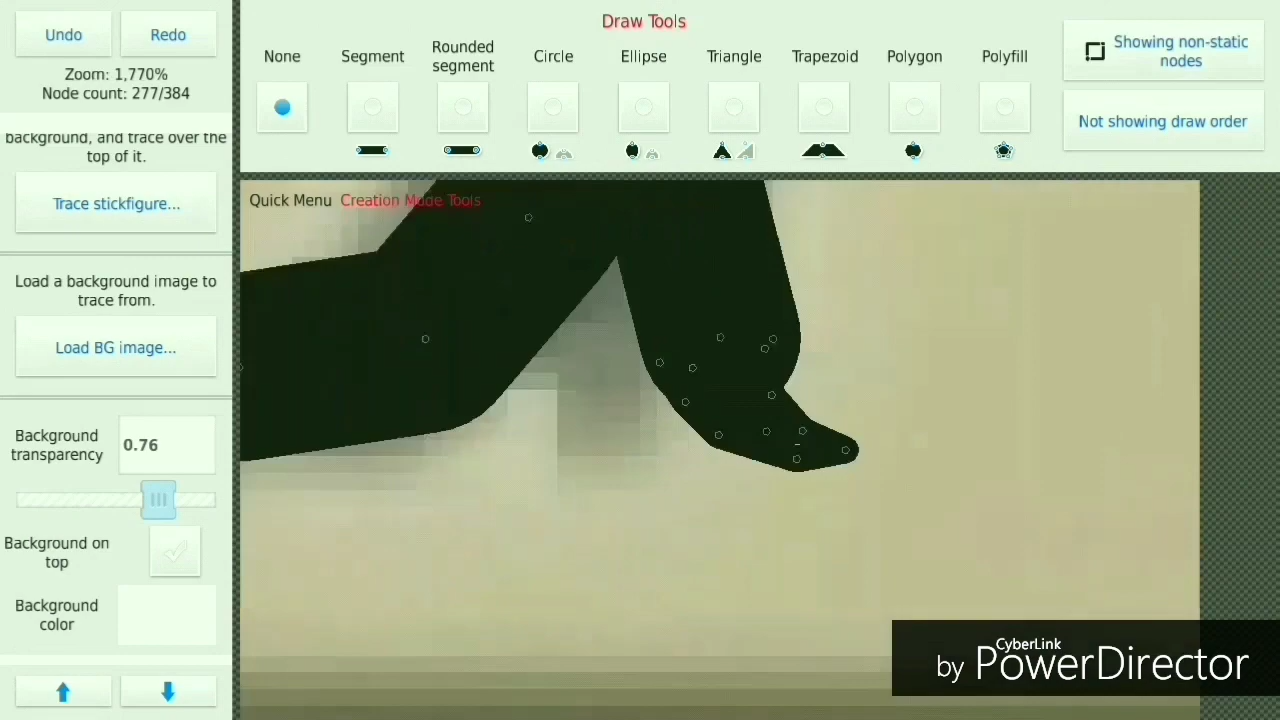 Undo
Redo
Zoom: 1,770%
Node count: 277/384
background, and trace over the
top of it.
Trace stickfigure...
Load a background image to
trace from.
Load BG image...
Background
transparency
0.76
Background on
top
Background
color
Draw Tools
None
Segment
Rounded
segment
Circle
Ellipse
Triangle
Trapezoid
Polygon
Polyfill
Showing non-static
nodes
Not showing draw order
Quick Menu
Creation Mode Tools
CyberLink
by PowerDirector